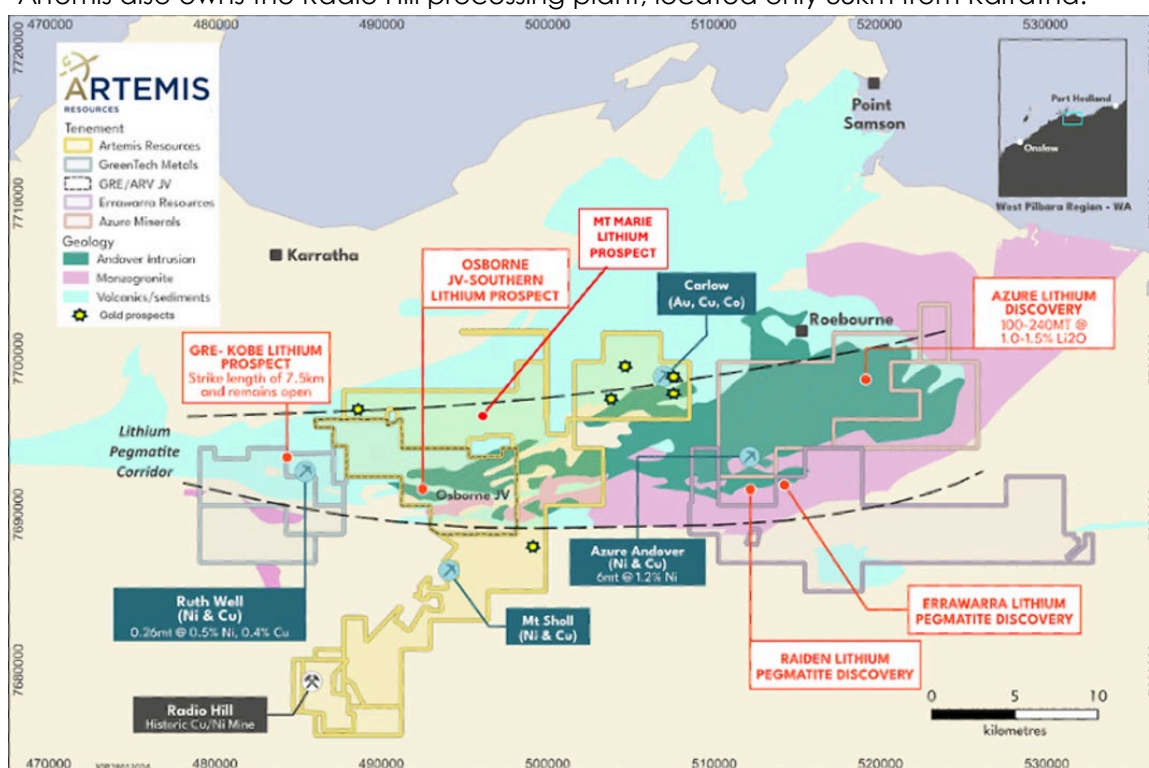 Artemis also owns the Radio Hill processing plant, located only 35km from Karratha.
470000 480000 490000 500000 510000 520000 530000
7720000
7710000
7700000
7690000
7680000
ARTEMIS
RESOURCES
Tenement
Artemis Resources
GreenTech Metals
GRE/ARV JV
Errawarra Resources
Azure Minerals
Geology
Andover Intrusion
Monzogranite
Volcanics/sediments
Gold prospects
Point
Samson
Port Hedland
Onslow
West Pilbara Region - WA
Karratha
MT MARIE
LITHIUM
PROSPECT
OSBORNE
JV-SOUTHERN
LITHIUM PROSPECT
Carlow
(Au, Cu, Co)
Roebourne
AZURE LITHIUM
DISCOVERY
100-240MT @
1.0-1.5% Li2O
GRE- KOBE LITHIUM
PROSPECT
Strike length of 7.5km
and remains open
Lithium
Pegmatite
Corridor
Osborne JV
Azure Andover
(Ni & Cu)
6mt @ 1.2% Ni
Ruth Well
(Ni & Cu)
0.26mt @ 0.5% Ni, 0.4% Cu
Mt Sholl
(Ni & Cu)
ERRAWARRA LITHIUM
PEGMATITE DISCOVERY
RAIDEN LITHIUM
PEGMATITE DISCOVERY
Radio Hill
Historic Cu/Ni Mine
0 5 10
kilometres
470000 480000 490000 500000 510000 520000 530000